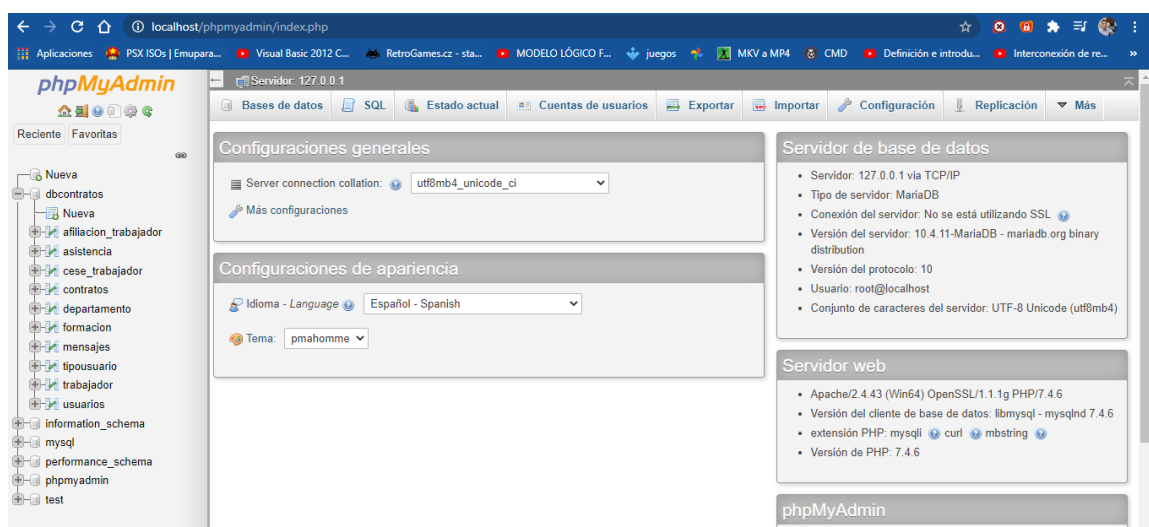 localhost/phpmyadmin/index.php
Aplicaciones PSX ISOs | Emupara... Visual Basic 2012 C... RetroGames.cz - sta... MODELO LÓGICO F... juegos MKV a MP4 CMD Definición e introdu... Interconexión de re... »
phpMyAdmin
Reciente Favoritas
Nueva
dbcontratos
Nueva
afiliacion_trabajador
asistencia
cese_trabajador
contratos
departamento
formacion
mensajes
tipousuario
trabajador
usuarios
information_schema
mysql
performance_schema
phpmyadmin
test
Servidor: 127.0.0.1
Bases de datos SQL Estado actual Cuentas de usuarios Exportar Importar Configuración Replicación Más
Configuraciones generales
Server connection collation: utf8mb4_unicode_ci
Más configuraciones
Configuraciones de apariencia
Idioma - Language Español - Spanish
Tema: pmahomme
Servidor de base de datos
• Servidor: 127.0.0.1 via TCP/IP
• Tipo de servidor: MariaDB
• Conexión del servidor: No se está utilizando SSL
• Versión del servidor: 10.4.11-MariaDB - mariadb.org binary
distribution
• Versión del protocolo: 10
• Usuario: root@localhost
• Conjunto de caracteres del servidor: UTF-8 Unicode (utf8mb4)
Servidor web
• Apache/2.4.43 (Win64) OpenSSL/1.1.1g PHP/7.4.6
• Versión del cliente de base de datos: libmysql - mysqlnd 7.4.6
• extensión PHP: mysqli curl mbstring
• Versión de PHP: 7.4.6
phpMyAdmin